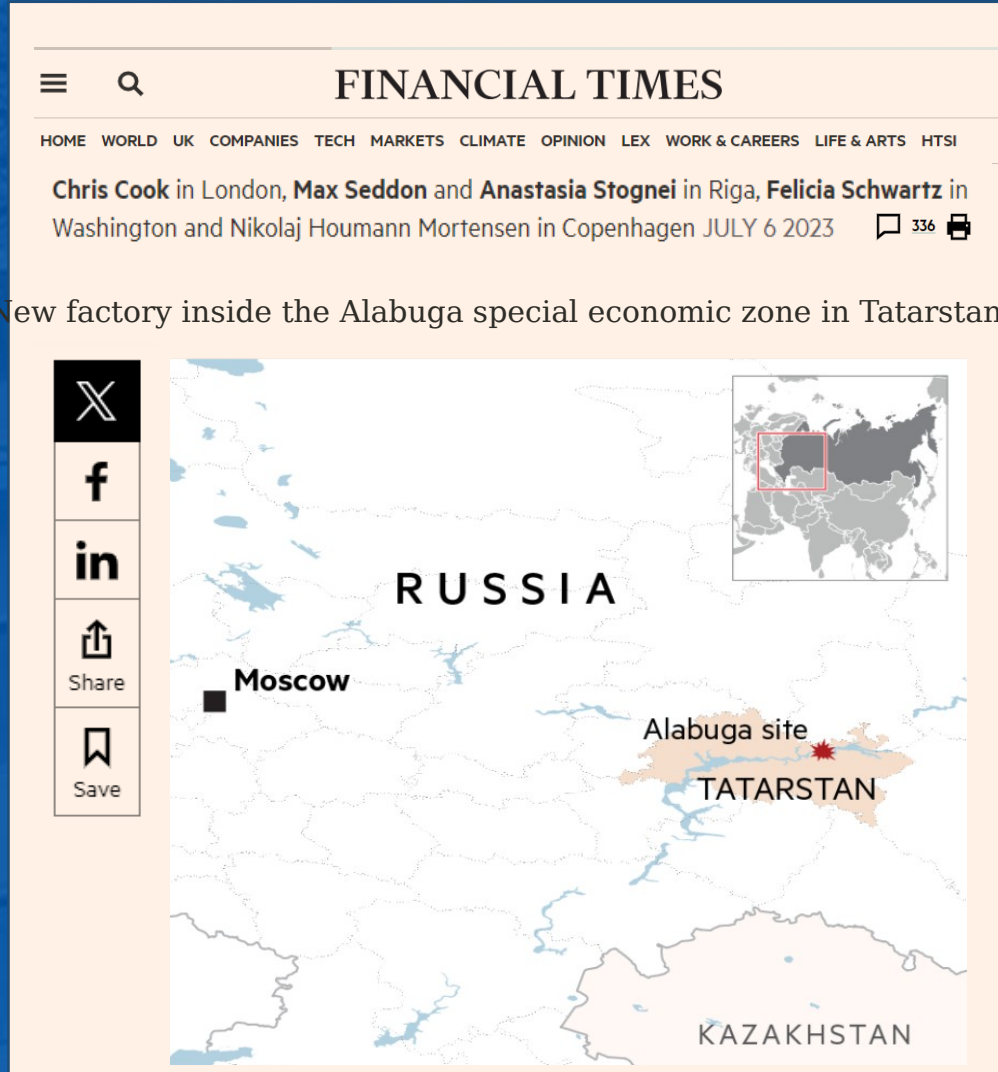 FINANCIAL TIMES
HOME WORLD UK COMPANIES TECH MARKETS CLIMATE OPINION LEX WORK & CAREERS LIFE & ARTS HTSI
Chris Cook in London, Max Seddon and Anastasia Stognei in Riga, Felicia Schwartz in
Washington and Nikolaj Houmann Mortensen in Copenhagen JULY 6 2023 336
New factory inside the Alabuga special economic zone in Tatarstan
X
f
in
Share
Save
RUSSIA
Moscow
Alabuga site
TATARSTAN
KAZAKHSTAN